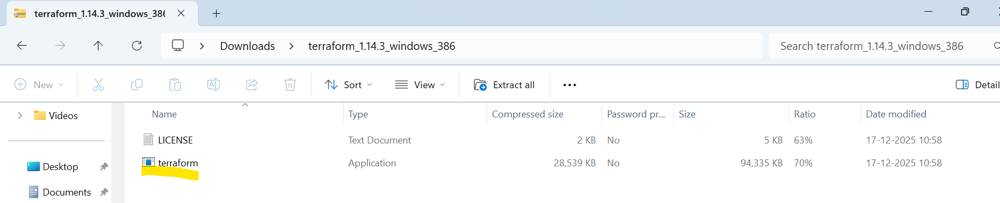 terraform_1.14.3_windows_386
Downloads terraform_1.14.3_windows_386 Search terraform_1.14.3_windows_386
New Sort View Extract all Detail
Videos
Desktop
Documents
Name Type Compressed size Password pr... Size Ratio Date modified
LICENSE Text Document 2 KB No 5 KB 63% 17-12-2025 10:58
terraform Application 28,539 KB No 94,335 KB 70% 17-12-2025 10:58